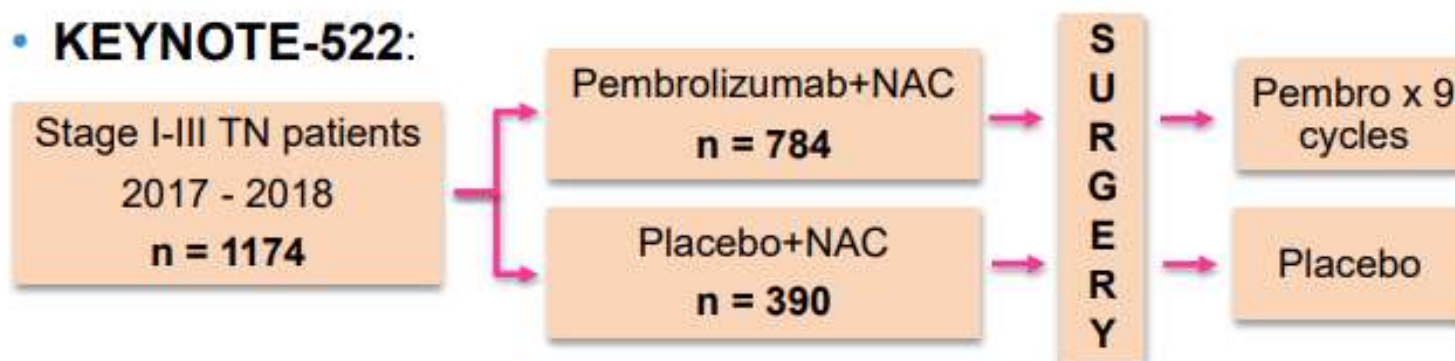 • KEYNOTE-522:
Stage I-III TN patients
2017 - 2018
n = 1174
Pembrolizumab+NAC
n = 784
Placebo+NAC
n = 390
S
U
R
G
E
R
Y
Pembro x 9
cycles
Placebo